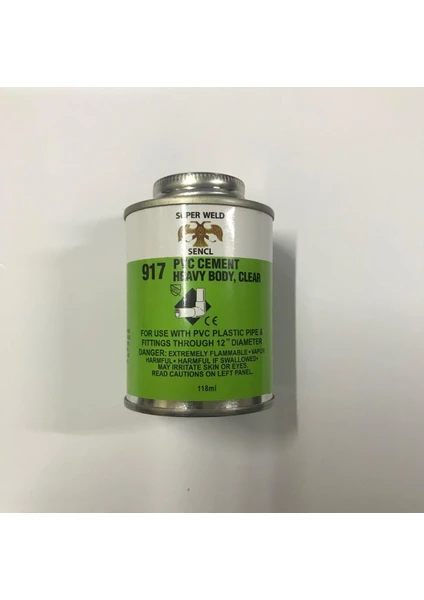 SUPER WELD
SENCL
917 PVC CEMENT
HEAVY BODY, CLEAR
CE
FOR USE WITH PVC PLASTIC PIPE &
FITTINGS THROUGH 12" DIAMETER
DANGER: EXTREMELY FLAMMABLE • VAPOR
HARMFUL • HARMFUL IF SWALLOWED •
MAY IRRITATE SKIN OR EYES.
READ CAUTIONS ON LEFT PANEL.
118ml